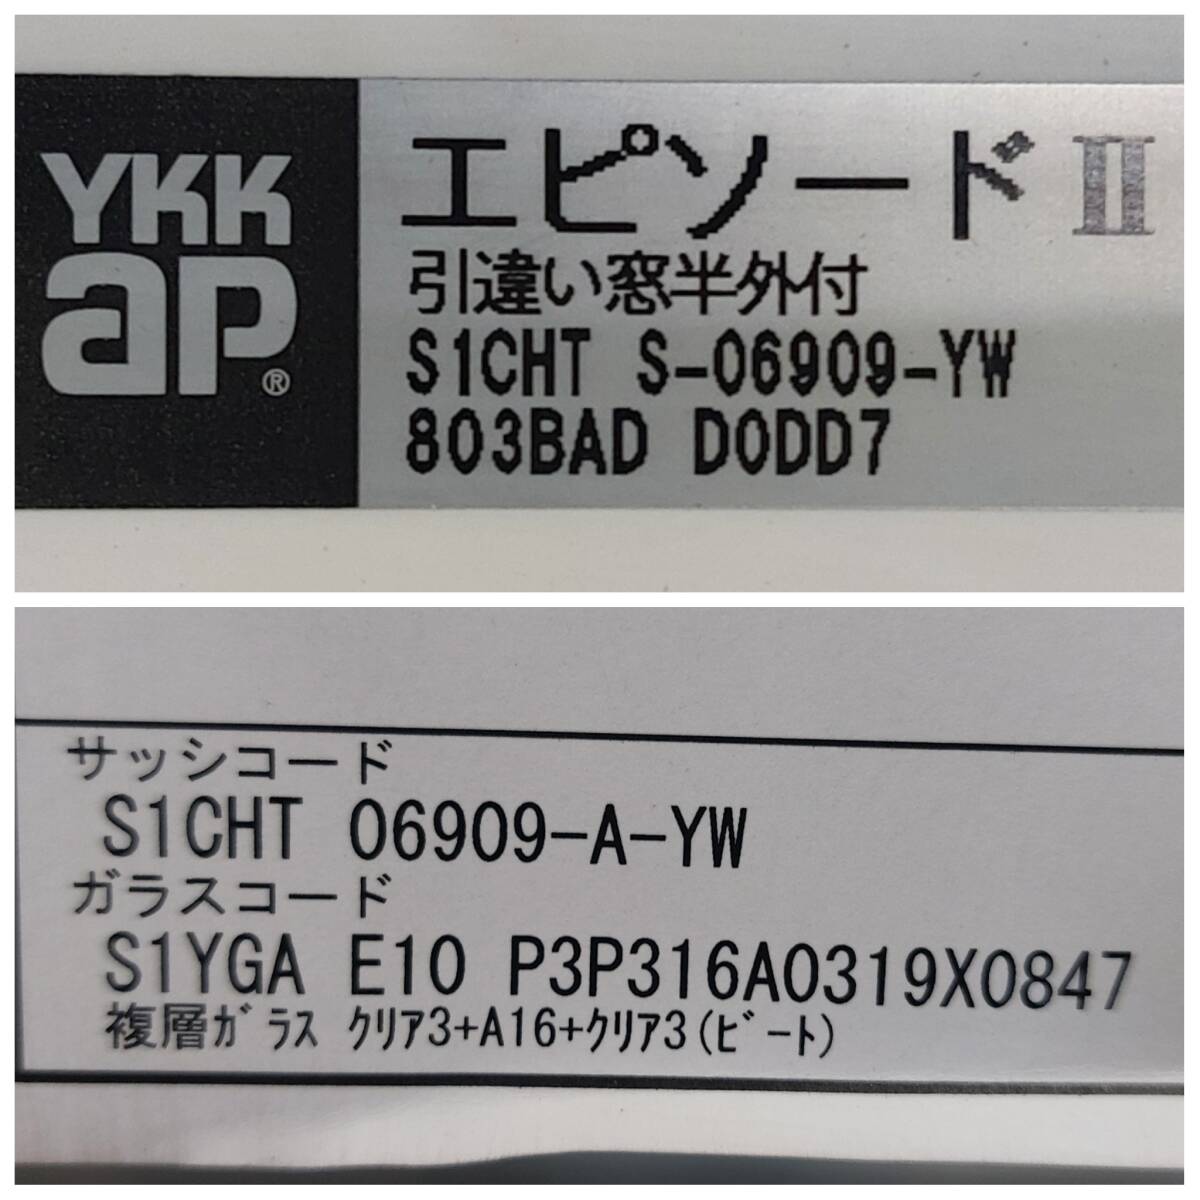 YKK
ap®
エピソードⅡ
引違い窓半外付
S1CHT S-06909-YW
803BAD D0DD7
サッシコード
S1CHT 06909-A-YW
ガラスコード
S1YGA E10 P3P316A0319X0847
複層ｶﾞﾗｽ ｸﾘｱ3+A16+ｸﾘｱ3(ﾋﾞｰﾄ)